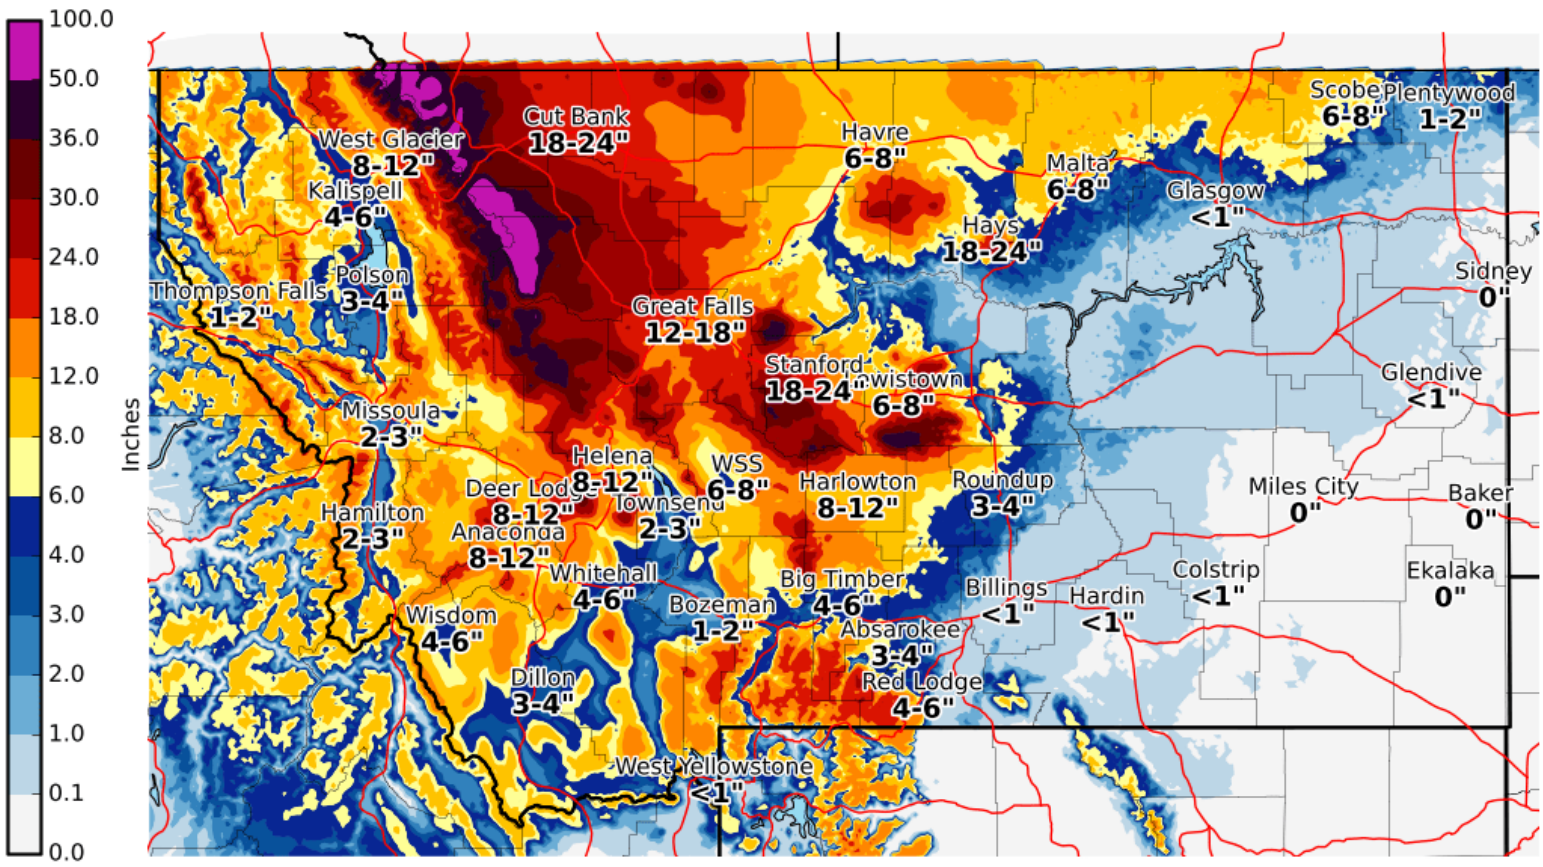 100.0
50.0
36.0
30.0
24.0
18.0
12.0
8.0
6.0
4.0
3.0
2.0
1.0
0.1
0.0
Inches
Cut Bank
18-24"
West Glacier
8-12"
Kalispell
4-6"
Polson
3-4"
Thompson Falls
1-2"
Missoula
2-3"
Hamilton
2-3"
Havre
6-8"
Malta
6-8"
Hays
18-24"
Scobe
6-8"
Plentywood
1-2"
Glasgow
<1"
Sidney
0"
Glendive
<1"
Great Falls
12-18"
Stanford
18-24"
ewistown
6-8"
Helena
8-12"
WSS
6-8"
Deer Lodge
8-12"
Townsend
2-3"
Anaconda
8-12"
Harlowton
8-12"
Roundup
3-4"
Miles City
0"
Baker
0"
Whitehall
4-6"
Wisdom
4-6"
Bozeman
1-2"
Big Timber
4-6"
Billings
<1"
Hardin
<1"
Colstrip
<1"
Ekalaka
0"
Absarokee
3-4"
Red Lodge
4-6"
Dillon
3-4"
West Yellowstone
<1"